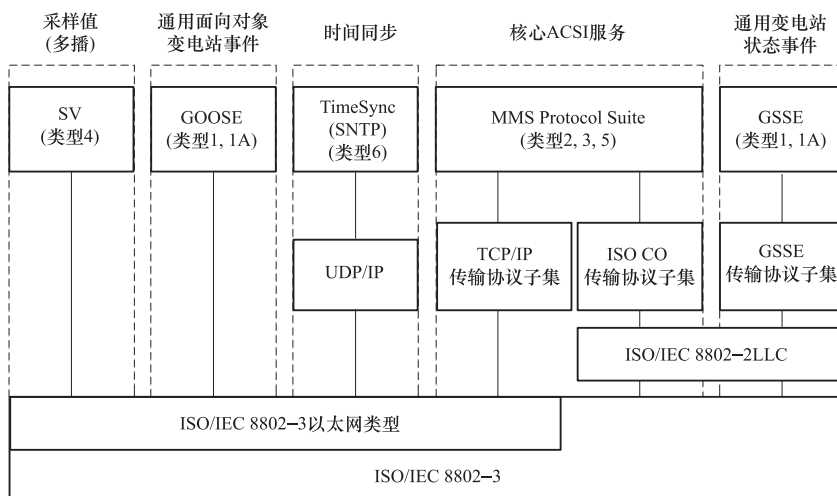 采样值
(多播)
通用面向对象
变电站事件
时间同步
核心ACSI服务
通用变电站
状态事件
SV
(类型4)
GOOSE
(类型1, 1A)
TimeSync
(SNTP)
(类型6)
MMS Protocol Suite
(类型2, 3, 5)
GSSE
(类型1, 1A)
UDP/IP
TCP/IP
传输协议子集
ISO CO
传输协议子集
GSSE
传输协议子集
ISO/IEC 8802–2LLC
ISO/IEC 8802–3以太网类型
ISO/IEC 8802–3